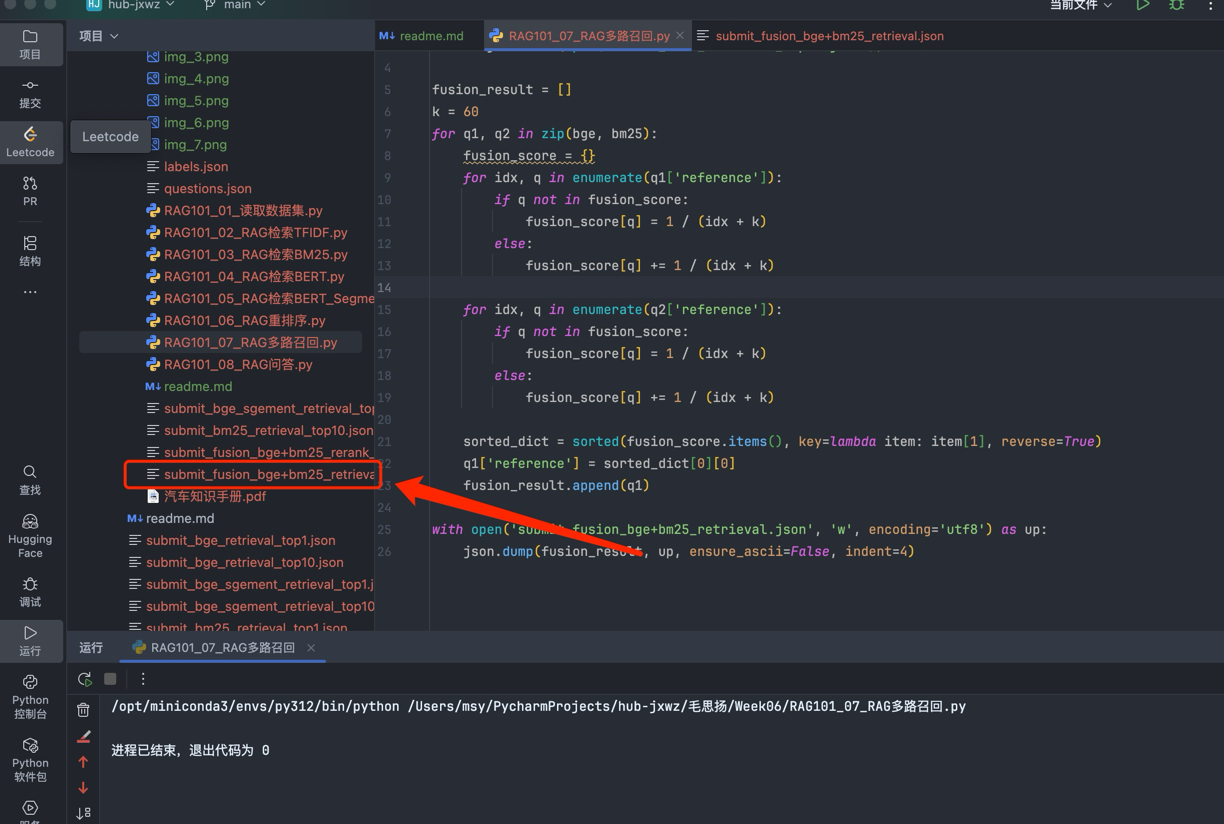 HJ hub-jxwz main 当前文件
项目
提交
Leetcode
PR
结构
查找
Hugging
Face
调试
运行
Python
控制台
Python
软件包
项目
Leetcode
img_3.png
img_4.png
img_5.png
img_6.png
img_7.png
labels.json
questions.json
RAG101_01_读取数据集.py
RAG101_02_RAG检索TFIDF.py
RAG101_03_RAG检索BM25.py
RAG101_04_RAG检索BERT.py
RAG101_05_RAG检索BERT_Segme
RAG101_06_RAG重排序.py
RAG101_07_RAG多路召回.py
RAG101_08_RAG问答.py
readme.md
submit_bge_sgement_retrieval_top
submit_bm25_retrieval_top10.json
submit_fusion_bge+bm25_rerank_
submit_fusion_bge+bm25_retrieva
汽车知识手册.pdf
readme.md
submit_bge_retrieval_top1.json
submit_bge_retrieval_top10.json
submit_bge_sgement_retrieval_top1.j
submit_bge_sgement_retrieval_top10
submit_bm25_retrieval_top1.json
readme.md RAG101_07_RAG多路召回.py submit_fusion_bge+bm25_retrieval.json
4
5 fusion_result = []
6 k = 60
7 for q1, q2 in zip(bge, bm25):
8 fusion_score = {}
9 for idx, q in enumerate(q1['reference']):
10 if q not in fusion_score:
11 fusion_score[q] = 1 / (idx + k)
12 else:
13 fusion_score[q] += 1 / (idx + k)
14
15 for idx, q in enumerate(q2['reference']):
16 if q not in fusion_score:
17 fusion_score[q] = 1 / (idx + k)
18 else:
19 fusion_score[q] += 1 / (idx + k)
20
21 sorted_dict = sorted(fusion_score.items(), key=lambda item: item[1], reverse=True)
22 q1['reference'] = sorted_dict[0][0]
23 fusion_result.append(q1)
24
25 with open('submit_fusion_bge+bm25_retrieval.json', 'w', encoding='utf8') as up:
26 json.dump(fusion_result, up, ensure_ascii=False, indent=4)
运行 RAG101_07_RAG多路召回
/opt/miniconda3/envs/py312/bin/python /Users/msy/PycharmProjects/hub-jxwz/毛思扬/Week06/RAG101_07_RAG多路召回.py
进程已结束，退出代码为 0